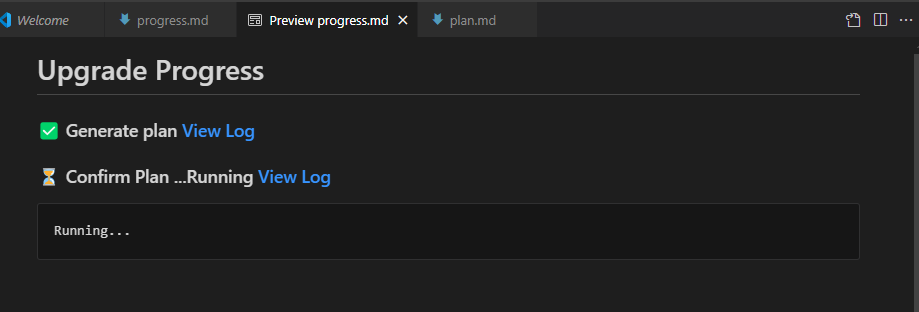 Welcome progress.md Preview progress.md plan.md
Upgrade Progress
Generate plan View Log
Confirm Plan ...Running View Log
Running...